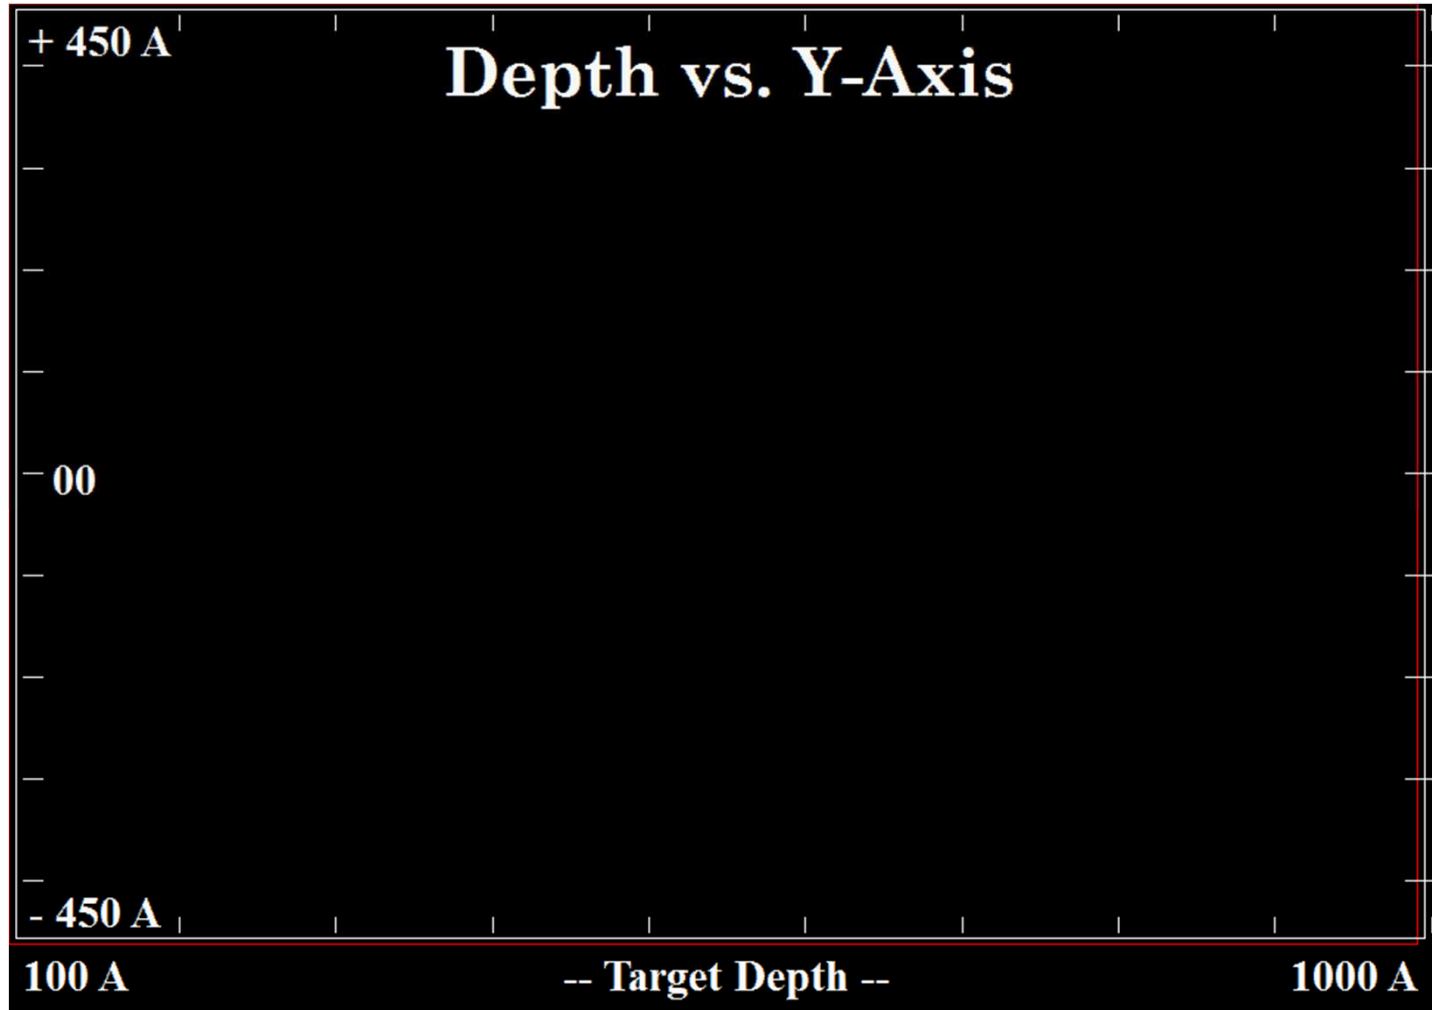 + 450 A
Depth vs. Y-Axis
00
- 450 A
100 A
-- Target Depth --
1000 A